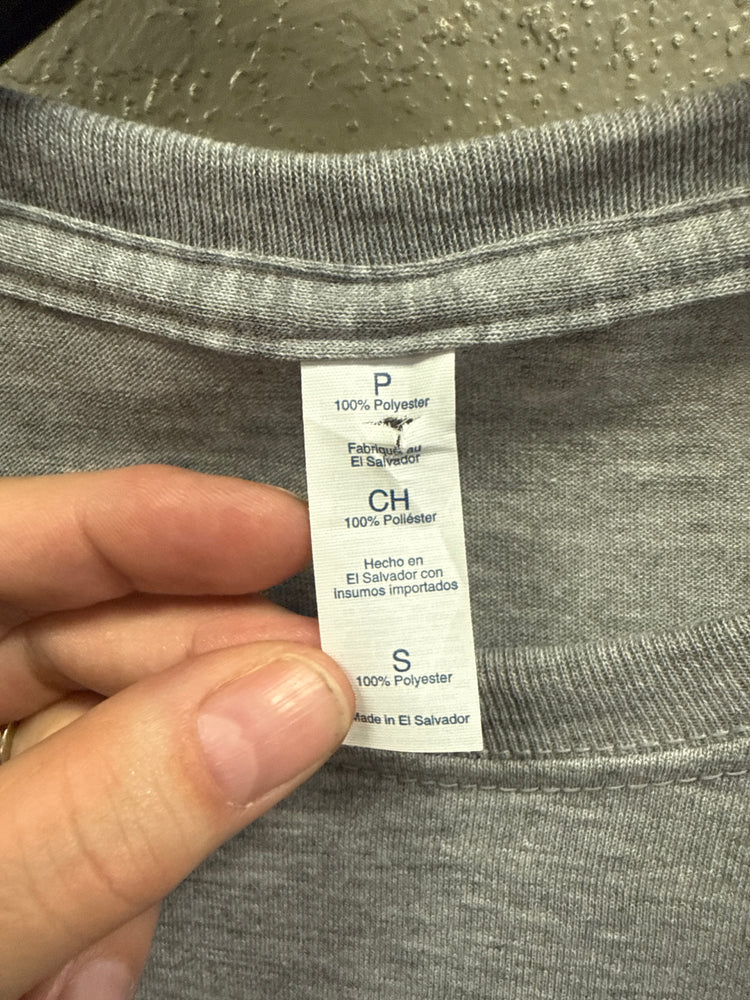 P
100% Polyester
Fabriqué au
El Salvador
CH
100% Poliéster
Hecho en
El Salvador con
insumos importados
S
100% Polyester
Made in El Salvador